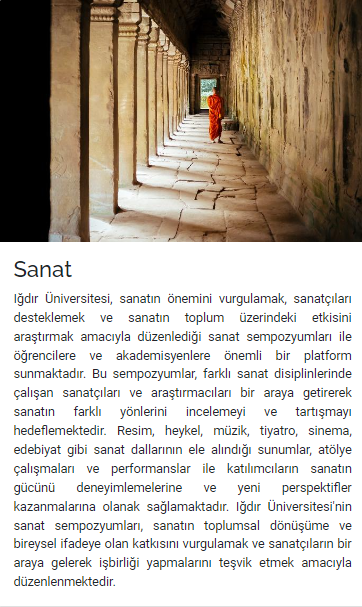 Sanat
Iğdır Üniversitesi, sanatın önemini vurgulamak, sanatçıları
desteklemek ve sanatın toplum üzerindeki etkisini
araştırmak amacıyla düzenlediği sanat sempozyumları ile
öğrencilere ve akademisyenlere önemli bir platform
sunmaktadır. Bu sempozyumlar, farklı sanat disiplinlerinde
çalışan sanatçıları ve araştırmacıları bir araya getirerek
sanatın farklı yönlerini incelemeyi ve tartışmayı
hedeflemektedir. Resim, heykel, müzik, tiyatro, sinema,
edebiyat gibi sanat dallarının ele alındığı sunumlar, atölye
çalışmaları ve performanslar ile katılımcıların sanatın
gücünü deneyimlemelerine ve yeni perspektifler
kazanmalarına olanak sağlamaktadır. Iğdır Üniversitesi'nin
sanat sempozyumları, sanatın toplumsal dönüşüme ve
bireysel ifadeye olan katkısını vurgulamak ve sanatçıların bir
araya gelerek işbirliği yapmalarını teşvik etmek amacıyla
düzenlenmektedir.